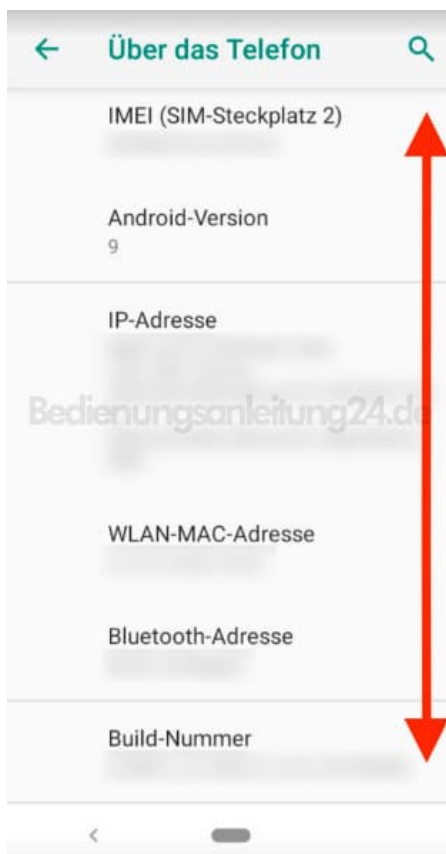 Über das Telefon
IMEI (SIM-Steckplatz 2)
Android-Version
9
IP-Adresse
Bedienungsanleitung24.de
WLAN-MAC-Adresse
Bluetooth-Adresse
Build-Nummer